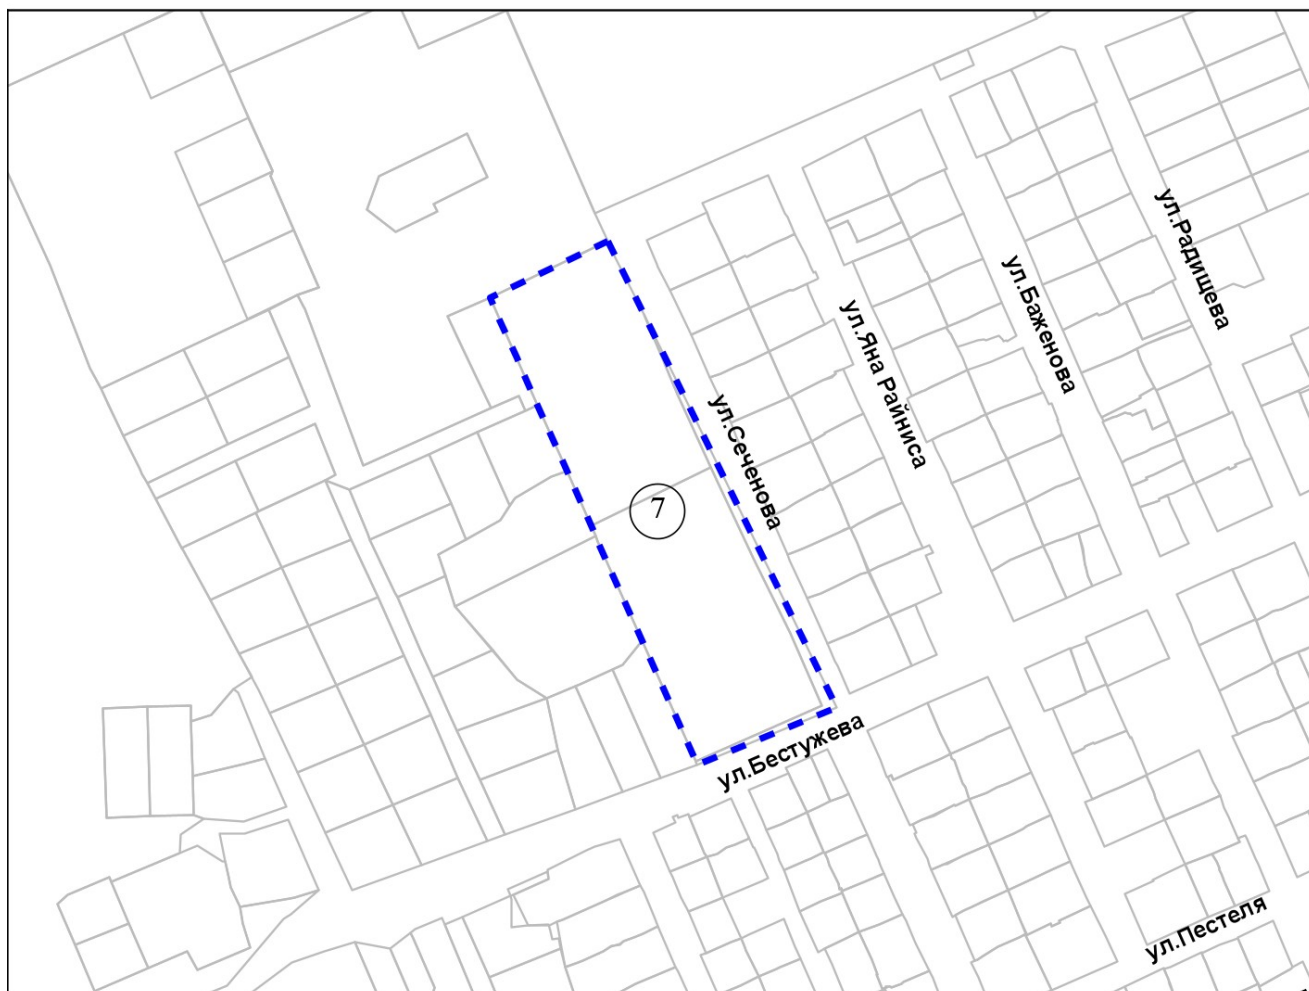 ул.Радищева
ул.Баженова
ул.Яна Райниса
ул.Сеченова
7
ул.Бестужева
ул.Пестеля